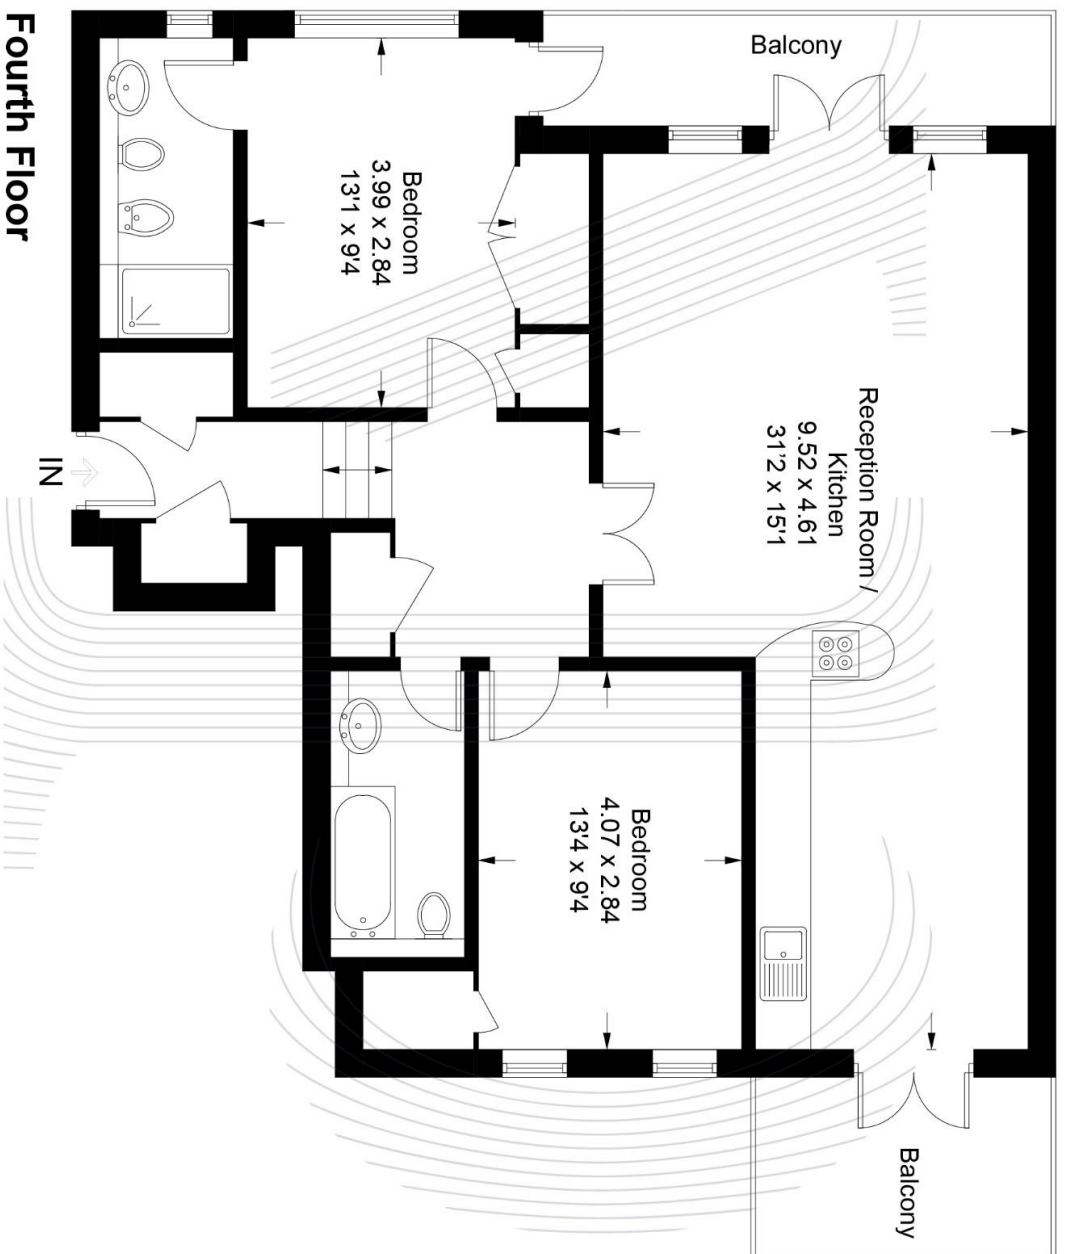 Fourth Floor
Balcony
Bedroom
3.99 x 2.84
13'1 x 9'4
Reception Room /
Kitchen
9.52 x 4.61
31'2 x 15'1
IN
Bedroom
4.07 x 2.84
13'4 x 9'4
Balcony